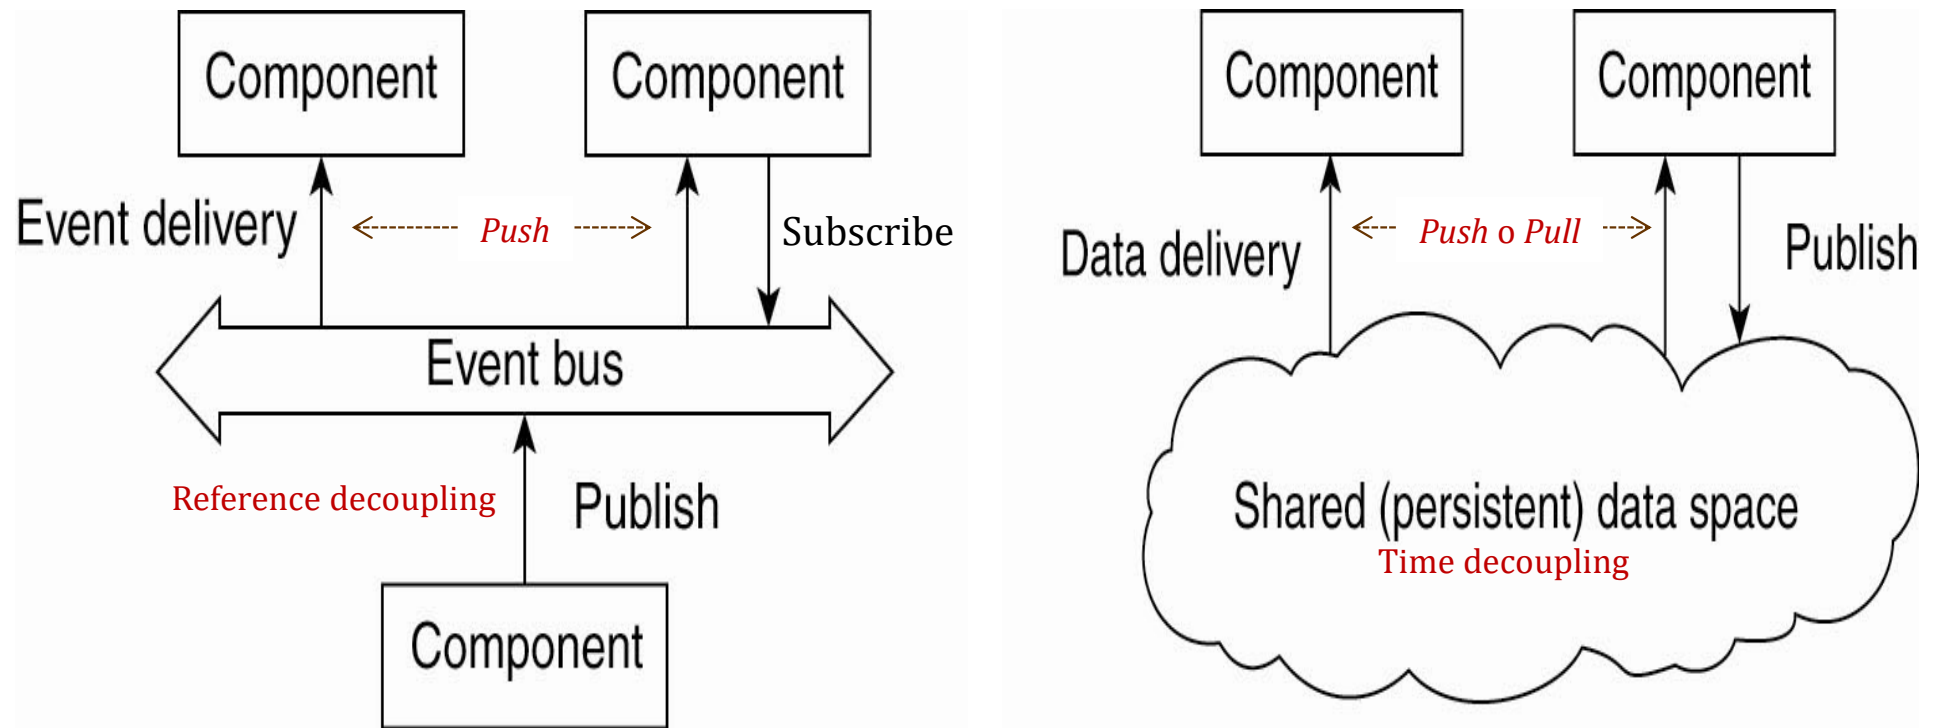 Component
Component
Event delivery
Push
Subscribe
Event bus
Reference decoupling
Publish
Component
Component
Component
Data delivery
Push o Pull
Publish
Shared (persistent) data space
Time decoupling